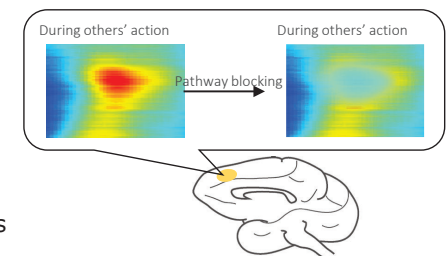 During others’ action
During others’ action
Pathway blocking
s